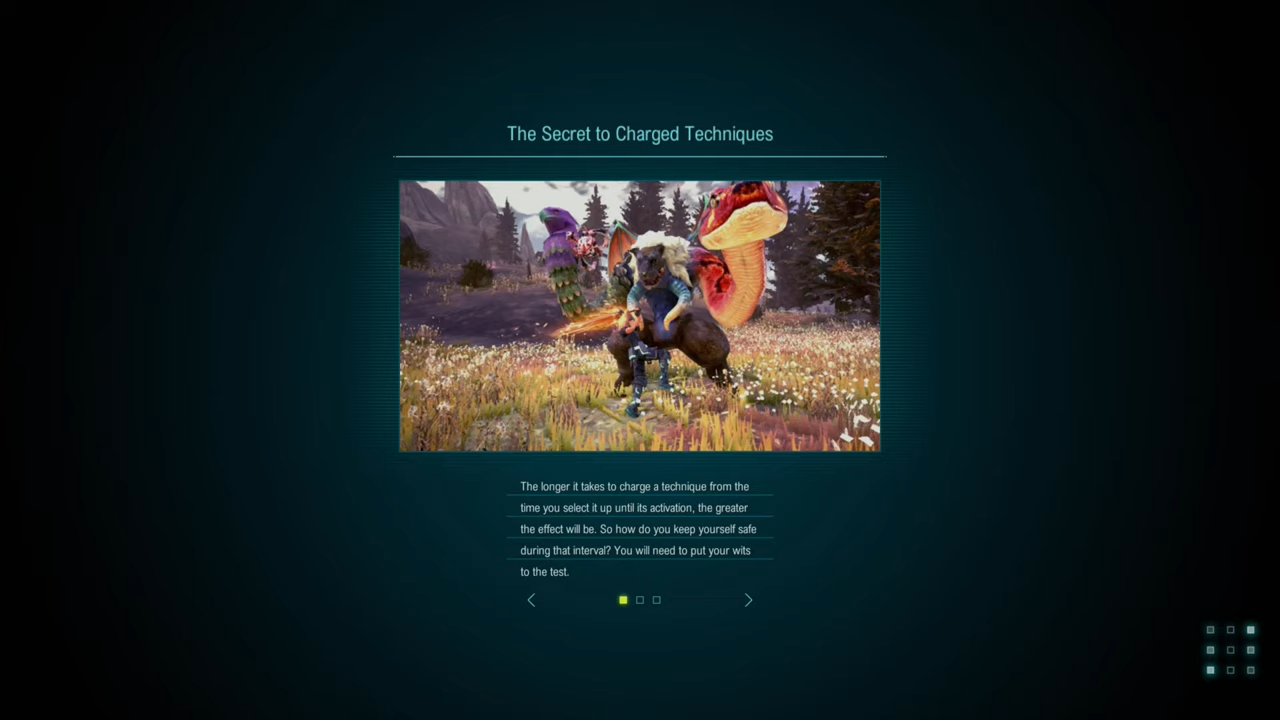 The Secret to Charged Techniques
The longer it takes to charge a technique from the
time you select it up until its activation, the greater
the effect will be. So how do you keep yourself safe
during that interval? You will need to put your wits
to the test.